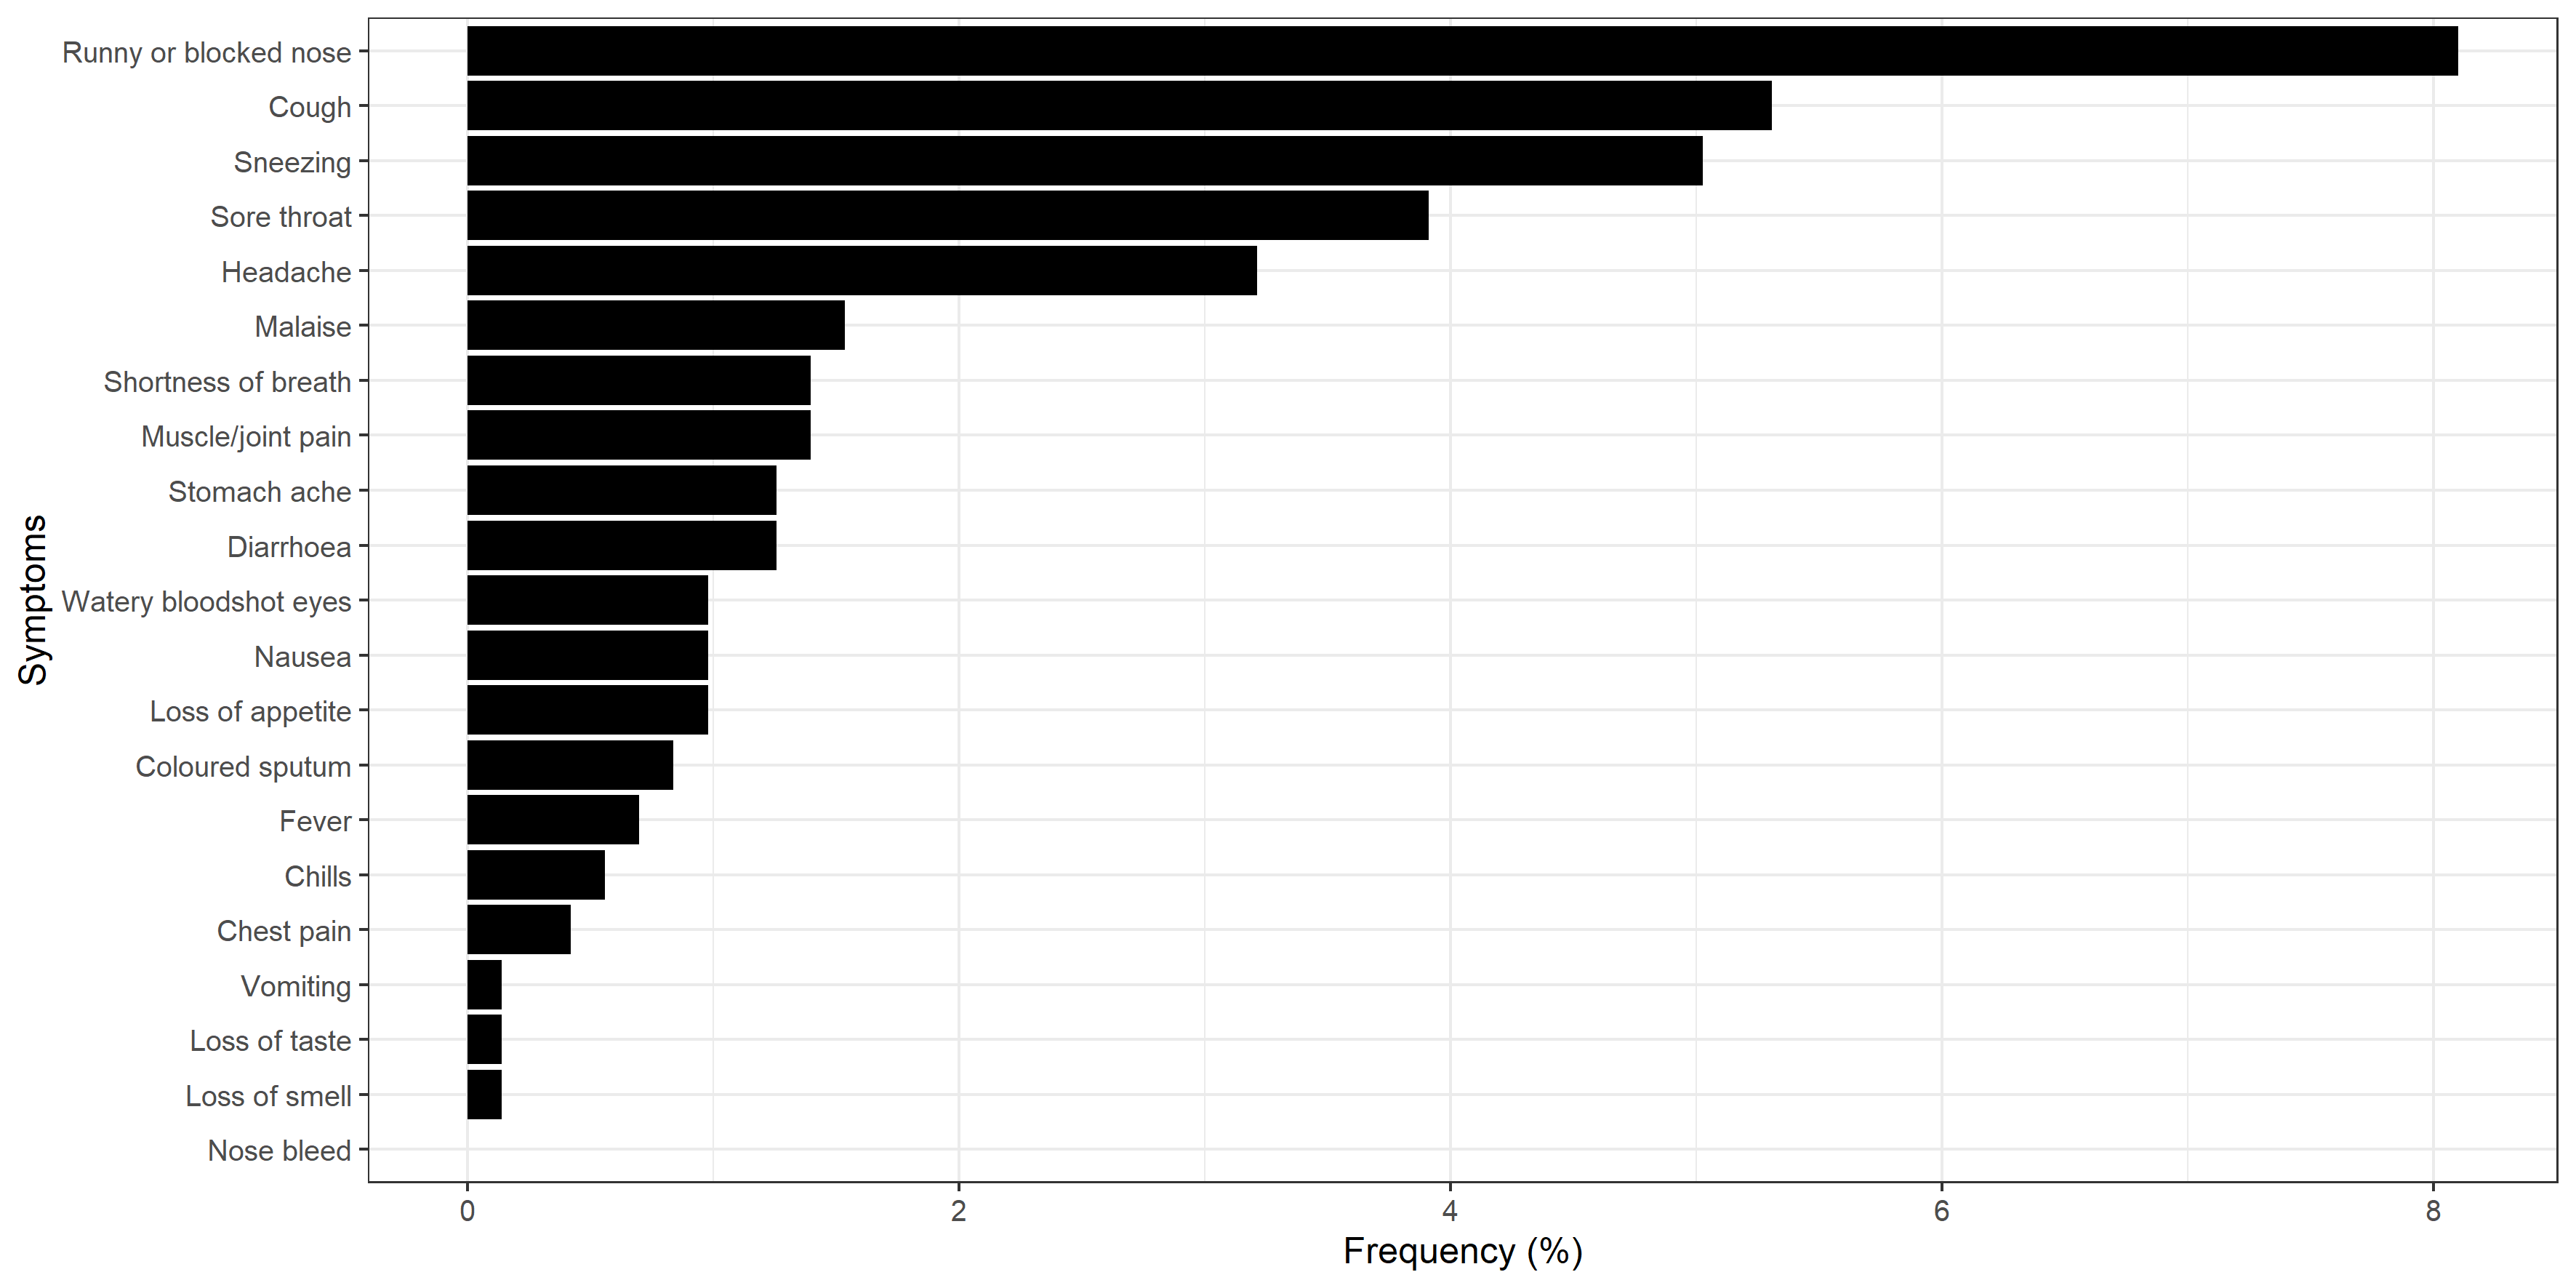 Runny or blocked nose
Cough
Sneezing
Sore throat
Headache
Malaise
Shortness of breath
Muscle/joint pain
Stomach ache
Diarrhoea
Watery bloodshot eyes
Nausea
Loss of appetite
Coloured sputum
Fever
Chills
Chest pain
Vomiting
Loss of taste
Loss of smell
Nose bleed
Symptoms
0 2 4 6 8
Frequency (%)